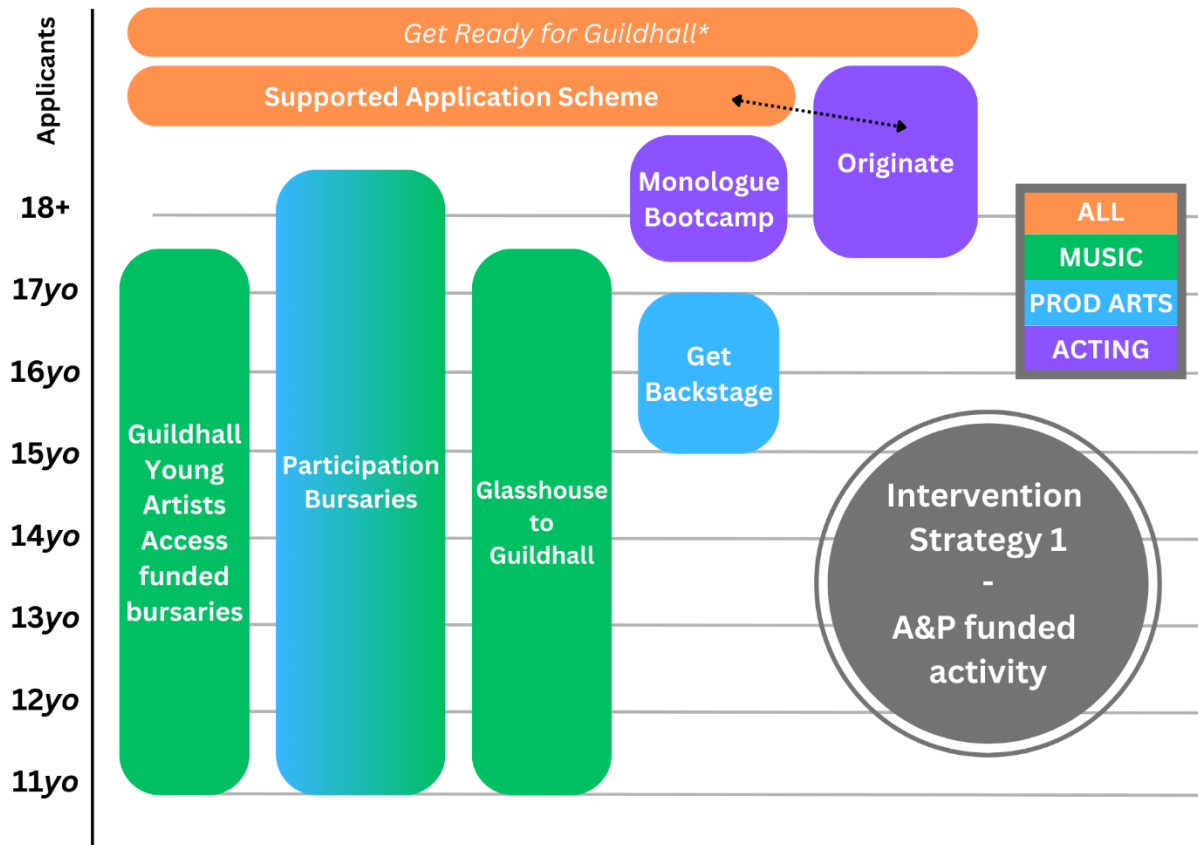 Applicants
Get Ready for Guildhall*
Supported Application Scheme
Originate
Monologue
Bootcamp
18+
17yo
16yo
15yo
14yo
13yo
12yo
11yo
Guildhall
Young
Artists
Access
funded
bursaries
Participation
Bursaries
Glasshouse
to
Guildhall
Get
Backstage
ALL
MUSIC
PROD ARTS
ACTING
Intervention
Strategy 1
-
A&P funded
activity